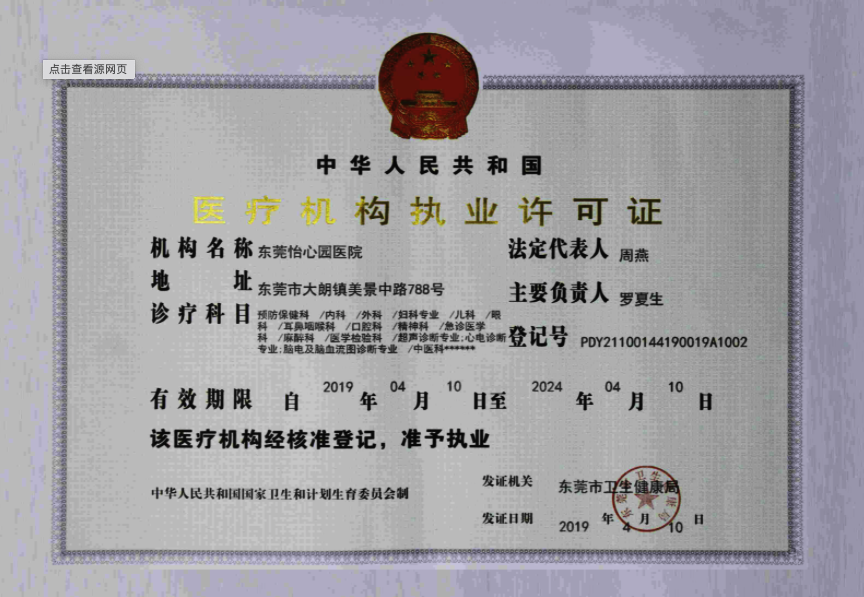 点击查看源网页
中华人民共和国
医疗机构执业许可证
机构名称 东莞怡心园医院
法定代表人 周燕
地址 东莞市大朗镇美景中路788号
主要负责人 罗夏生
诊疗科目 预防保健科 /内科 /外科 /妇科专业 /儿科 /眼
科 /耳鼻咽喉科 /口腔科 /精神科 /急诊医学
科 /麻醉科 /医学检验科 /超声诊断专业;心电诊断
专业;脑电及脑血流图诊断专业 /中医科******
登记号 PDY21100144190019A1002
有效期限 自 2019 年 04 月 10 日至 2024 年 04 月 10 日
该医疗机构经核准登记，准予执业
中华人民共和国国家卫生和计划生育委员会制
发证机关 东莞市卫生健康局
发证日期 2019 年 4 月 10 日